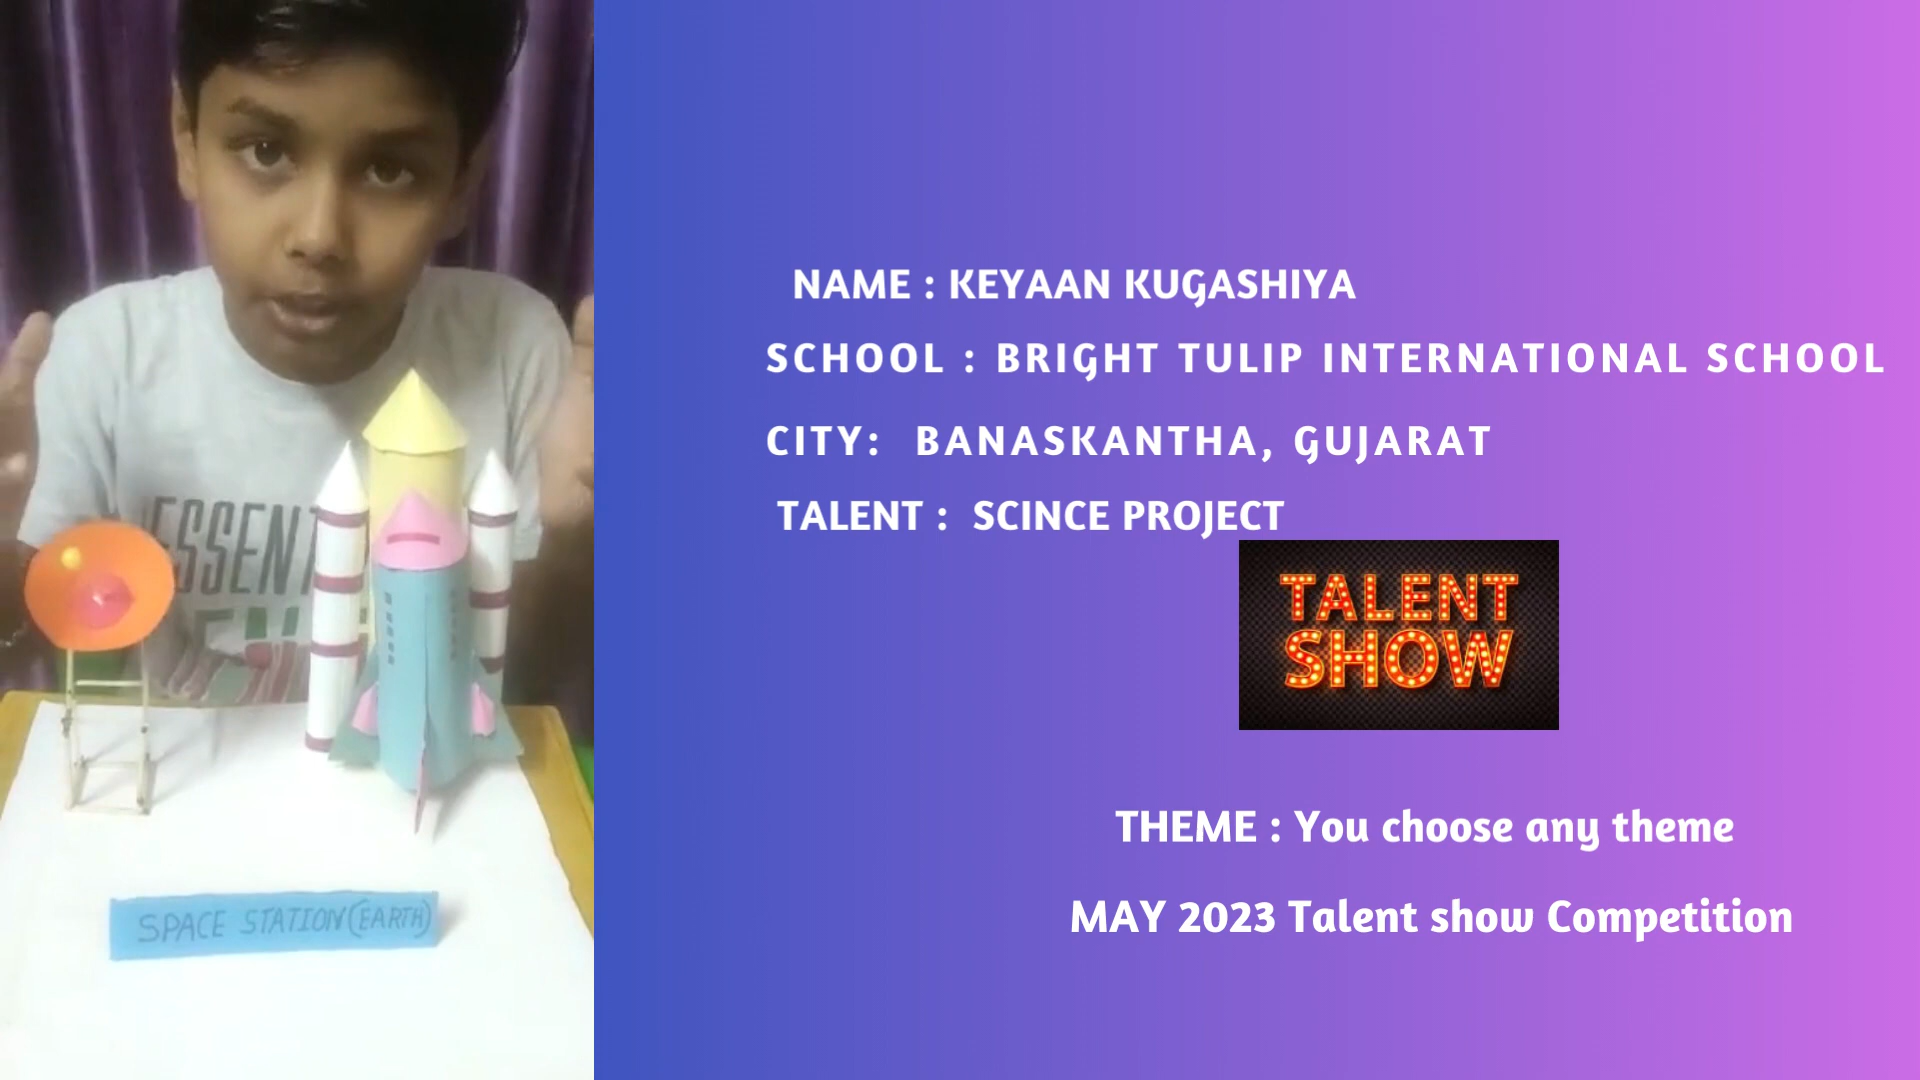 NAME : KEYAAN KUGASHIYA
SCHOOL : BRIGHT TULIP INTERNATIONAL SCHOOL
CITY: BANASKANTHA, GUJARAT
TALENT : SCINCE PROJECT
TALENT
SHOW
THEME : You choose any theme
MAY 2023 Talent show Competition
SPACE STATION (EARTH)